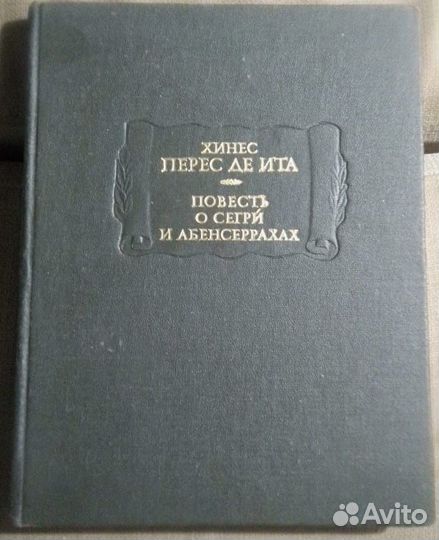 ХИНЕС
ПЕРЕС ДЕ ИТА
ПОВЕСТЬ
О СЕГРИ́
И АБЕНСЕРРАХАХ
Avito